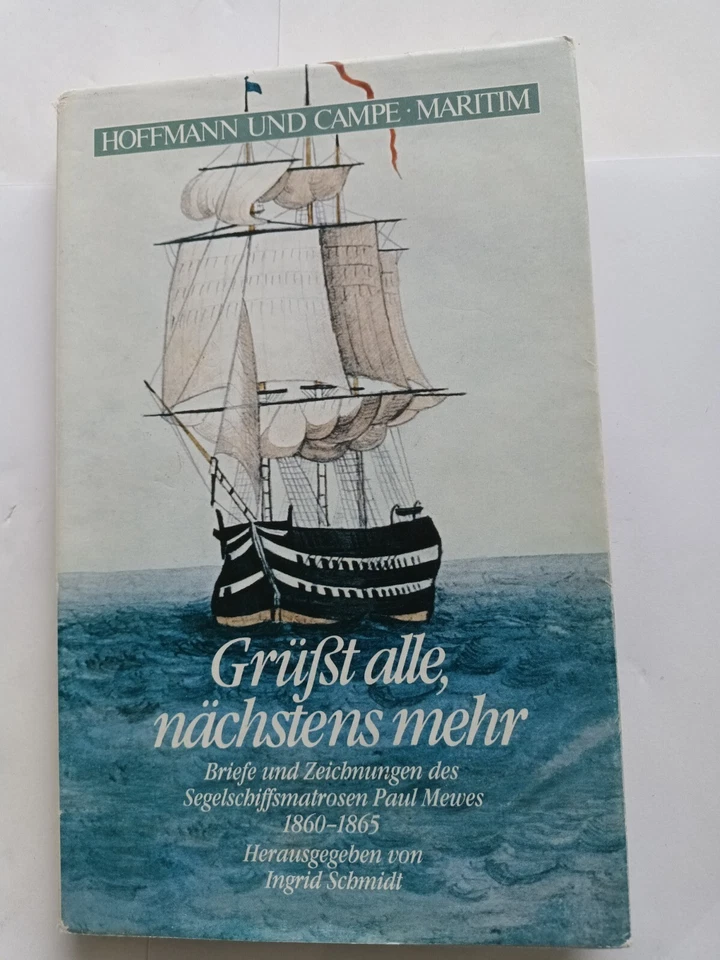 HOFFMANN UND CAMPE · MARITIM
Grüßt alle,
nächstens mehr
Briefe und Zeichnungen des
Segelschiffsmatrosen Paul Mewes
1860–1865
Herausgegeben von
Ingrid Schmidt